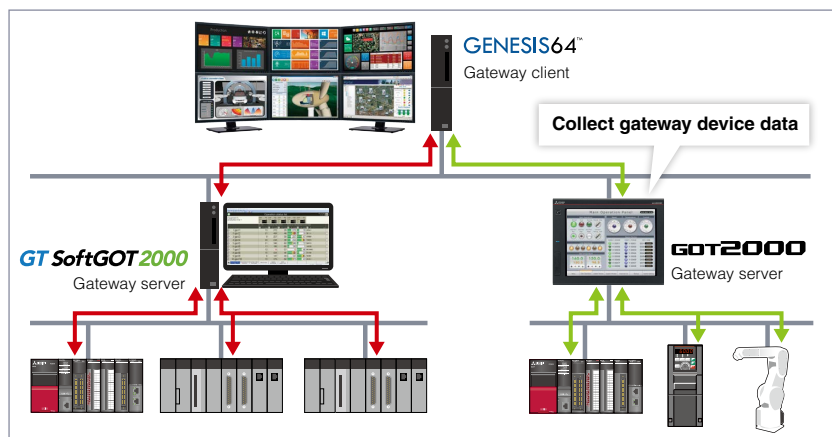 GENESIS64™
Gateway client
Collect gateway device data
GT SoftGOT2000
Gateway server
GOT2000
Gateway server